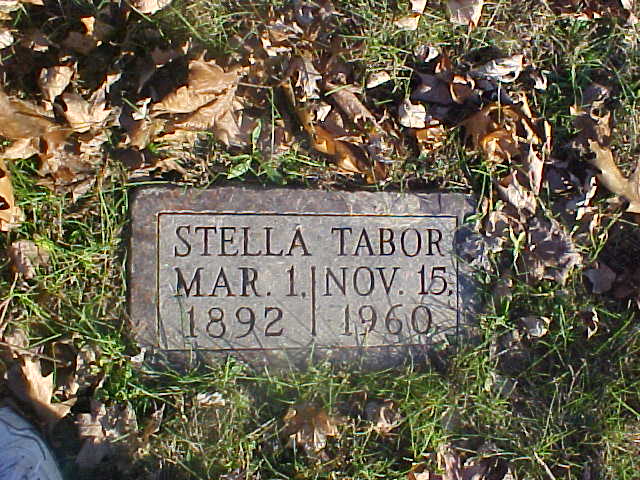 STELLA TABOR
MAR. 1, NOV. 15,
1892 1960